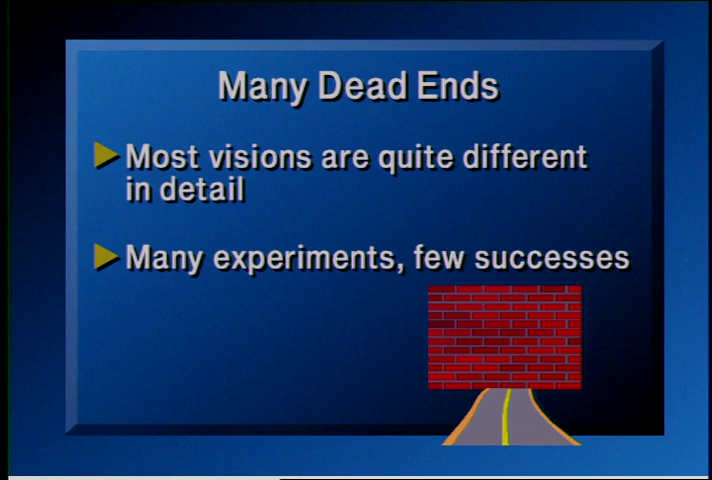 Many Dead Ends
Most visions are quite different
in detail
Many experiments, few successes